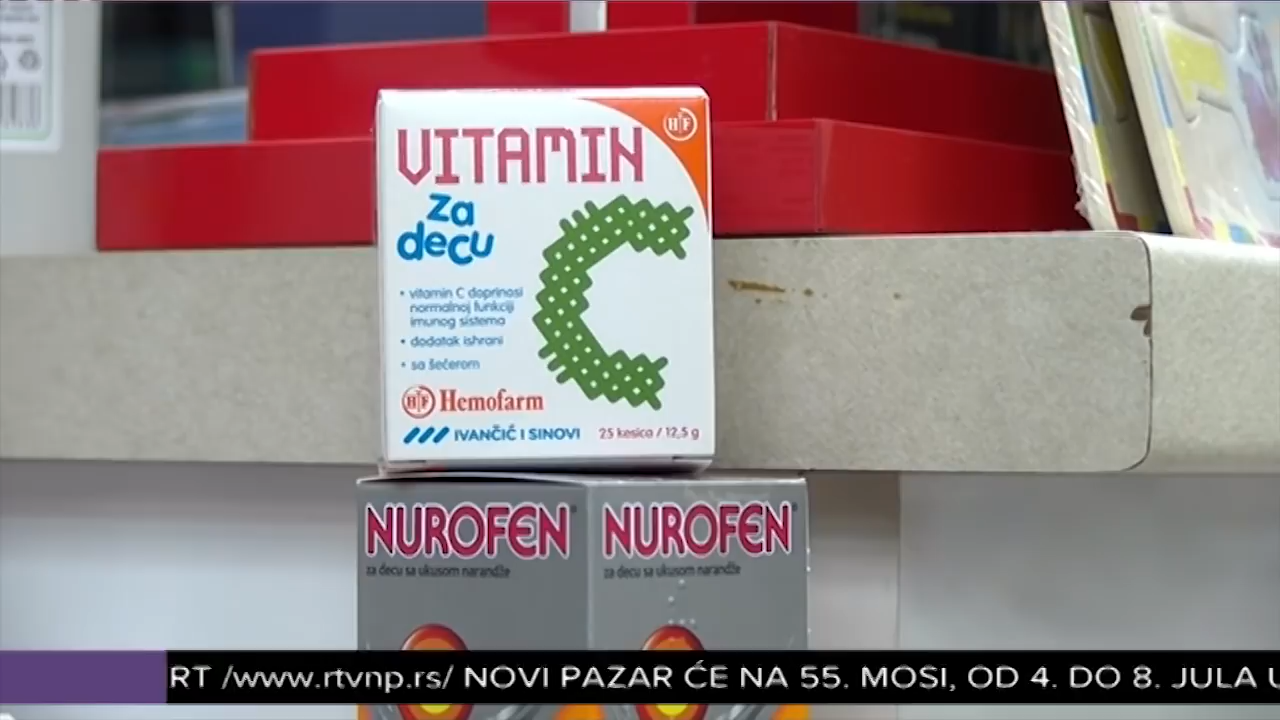 VITAMIN
za
decu
C
• vitamin C doprinosi
normalnoj funkciji
imunog sistema
• dodatak ishrani
• sa šećerom
HF
HF Hemofarm
IVANČIĆ I SINOVI 25 kesica / 12,5 g
NUROFEN NUROFEN
za decu sa ukusom narandže za decu sa ukusom narandže
RT /www.rtvnp.rs/ NOVI PAZAR ĆE NA 55. MOSI, OD 4. DO 8. JULA U